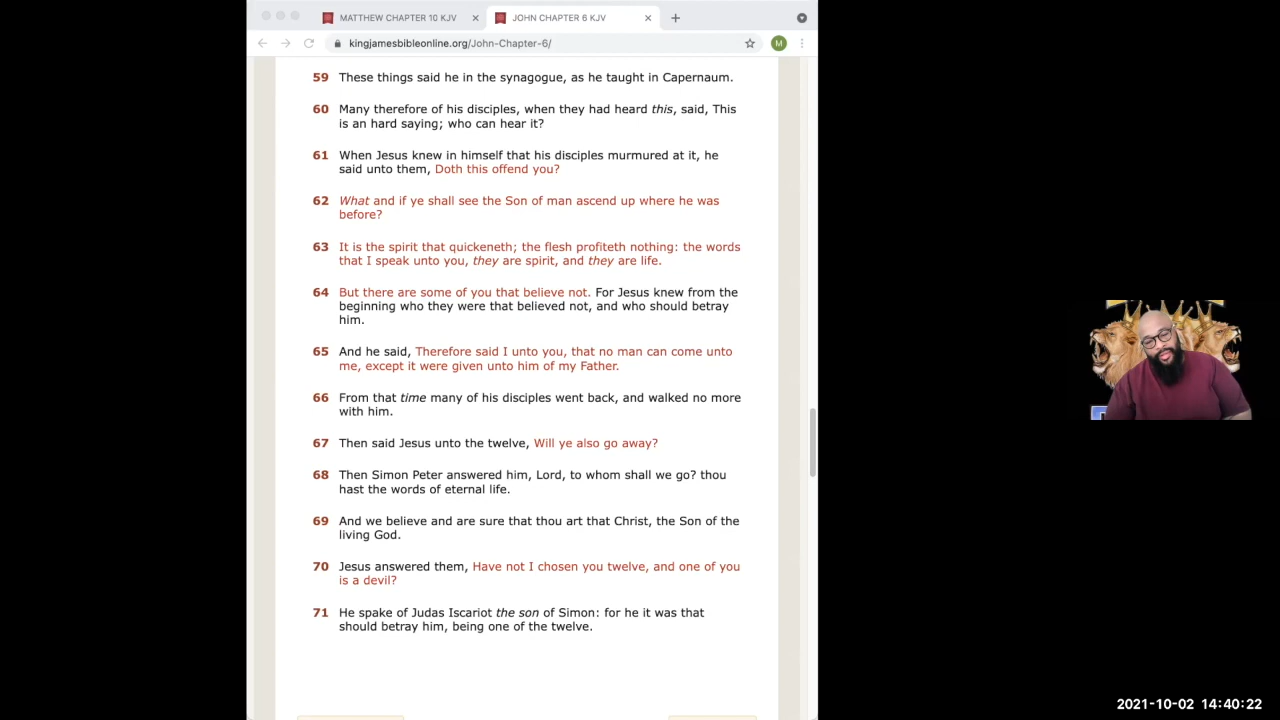 MATTHEW CHAPTER 10 KJV
JOHN CHAPTER 6 KJV
kingjamesbibleonline.org/John-Chapter-6/
M
59 These things said he in the synagogue, as he taught in Capernaum.
60 Many therefore of his disciples, when they had heard this, said, This
is an hard saying; who can hear it?
61 When Jesus knew in himself that his disciples murmured at it, he
said unto them, Doth this offend you?
62 What and if ye shall see the Son of man ascend up where he was
before?
63 It is the spirit that quickeneth; the flesh profiteth nothing: the words
that I speak unto you, they are spirit, and they are life.
64 But there are some of you that believe not. For Jesus knew from the
beginning who they were that believed not, and who should betray
him.
65 And he said, Therefore said I unto you, that no man can come unto
me, except it were given unto him of my Father.
66 From that time many of his disciples went back, and walked no more
with him.
67 Then said Jesus unto the twelve, Will ye also go away?
68 Then Simon Peter answered him, Lord, to whom shall we go? thou
hast the words of eternal life.
69 And we believe and are sure that thou art that Christ, the Son of the
living God.
70 Jesus answered them, Have not I chosen you twelve, and one of you
is a devil?
71 He spake of Judas Iscariot the son of Simon: for he it was that
should betray him, being one of the twelve.
2021-10-02 14:40:22